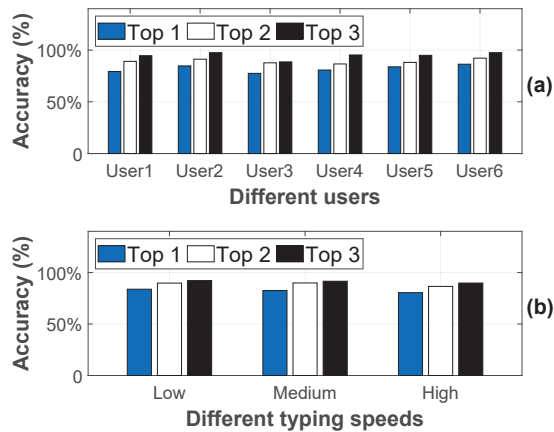 Top 1 Top 2 Top 3
Accuracy (%)
100%
50%
0
User1 User2 User3 User4 User5 User6
Different users
(a)
Top 1 Top 2 Top 3
Accuracy (%)
100%
50%
0
Low Medium High
Different typing speeds
(b)